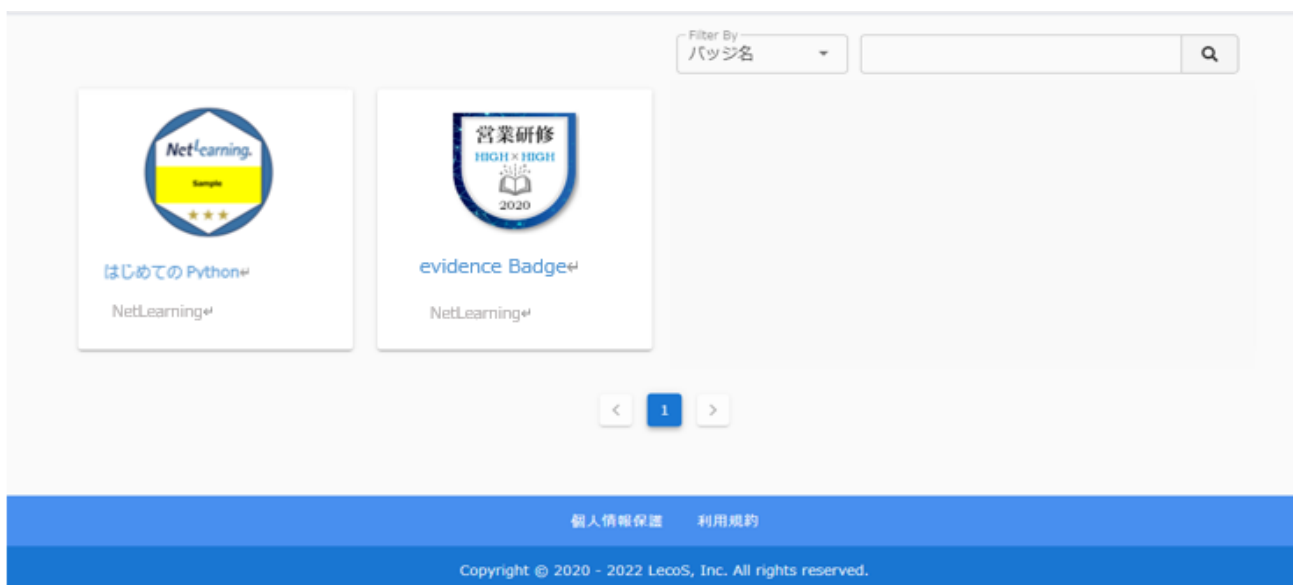 Filter By
バッジ名
NetLearning.
Sample
はじめての Python↵
NetLearning↵
営業研修
HIGH×HIGH
2020
evidence Badge↵
NetLearning↵
1
個人情報保護 利用規約
Copyright © 2020 - 2022 LecoS, Inc. All rights reserved.